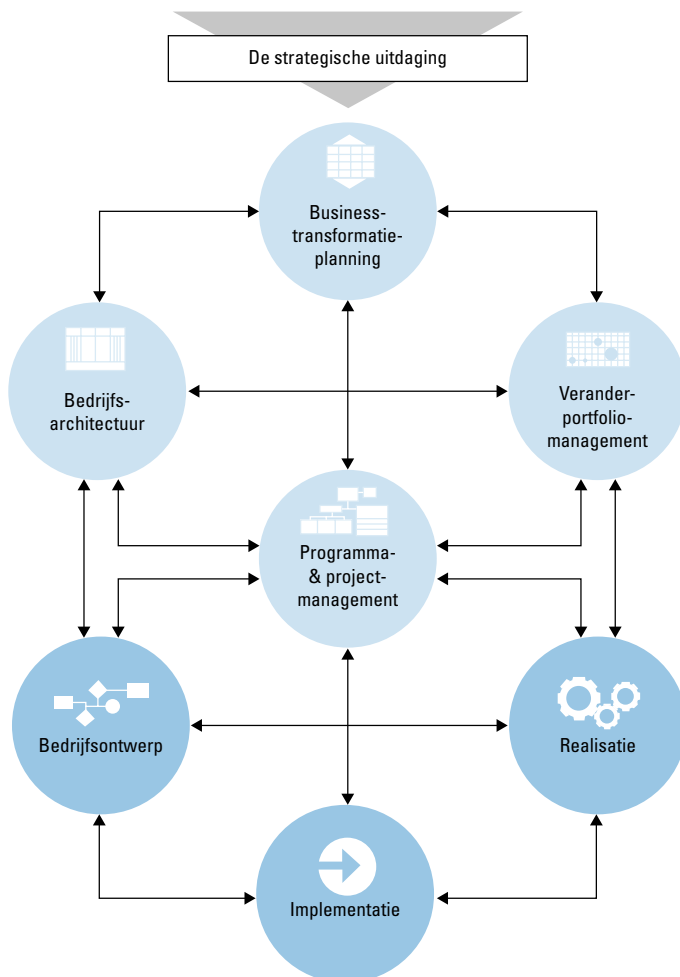 De strategische uitdaging
Business-
transformatie-
planning
Bedrijfs-
architectuur
Verander-
portfolio-
management
Programma-
& project-
management
Bedrijfsontwerp
Realisatie
Implementatie